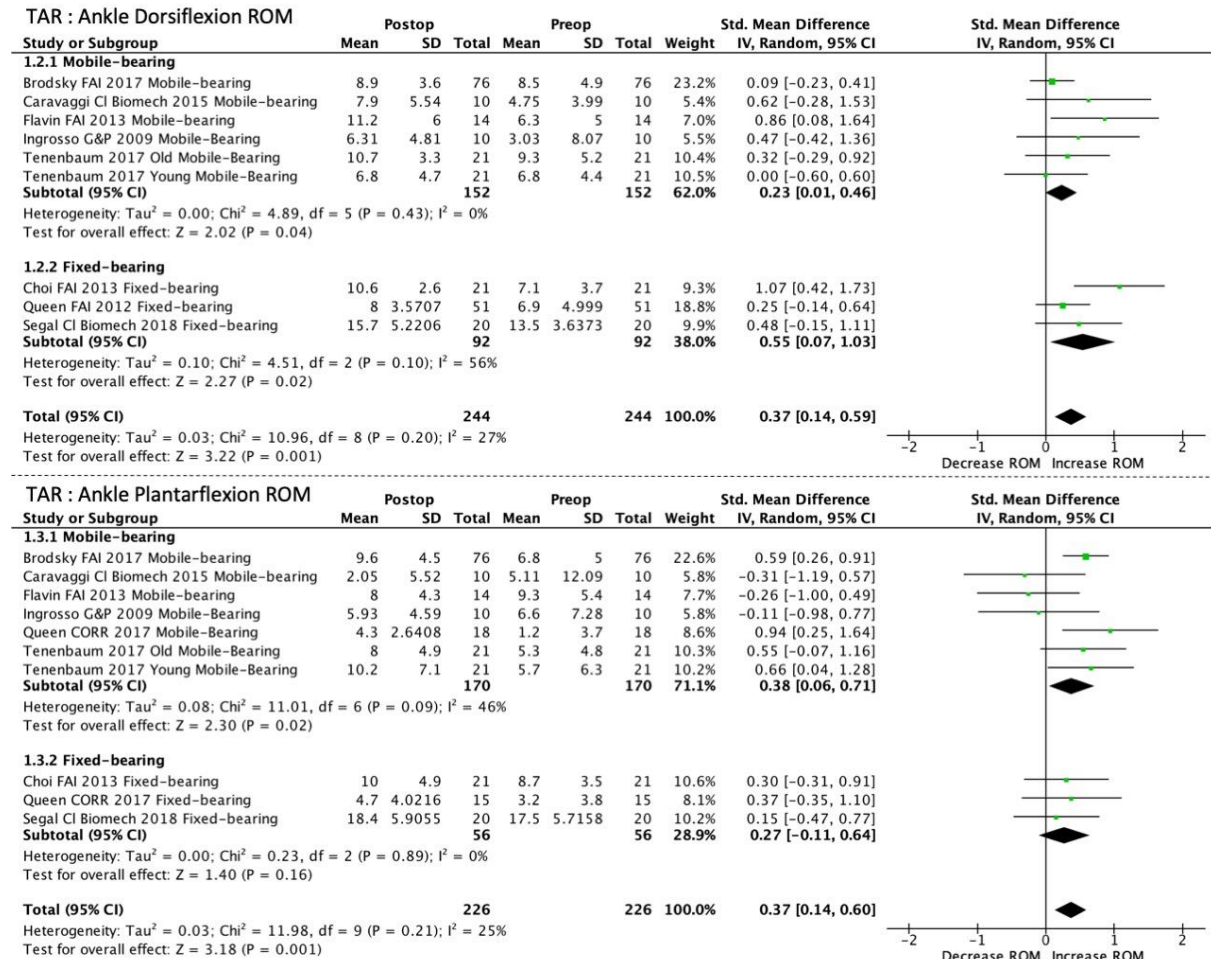 TAR : Ankle Dorsiflexion ROM
Postop Preop Std. Mean Difference Std. Mean Difference
Study or Subgroup Mean SD Total Mean SD Total Weight IV, Random, 95% CI IV, Random, 95% CI
1.2.1 Mobile-bearing
Brodsky FAI 2017 Mobile-bearing 8.9 3.6 76 8.5 4.9 76 23.2% 0.09 [-0.23, 0.41]
Caravaggi Cl Biomech 2015 Mobile-bearing 7.9 5.54 10 4.75 3.99 10 5.4% 0.62 [-0.28, 1.53]
Flavin FAI 2013 Mobile-bearing 11.2 6 14 6.3 5 14 7.0% 0.86 [0.08, 1.64]
Ingrosso G&P 2009 Mobile-Bearing 6.31 4.81 10 3.03 8.07 10 5.5% 0.47 [-0.42, 1.36]
Tenenbaum 2017 Old Mobile-Bearing 10.7 3.3 21 9.3 5.2 21 10.4% 0.32 [-0.29, 0.92]
Tenenbaum 2017 Young Mobile-Bearing 6.8 4.7 21 6.8 4.4 21 10.5% 0.00 [-0.60, 0.60]
Subtotal (95% CI) 152 152 62.0% 0.23 [0.01, 0.46]
Heterogeneity: Tau² = 0.00; Chi² = 4.89, df = 5 (P = 0.43); I² = 0%
Test for overall effect: Z = 2.02 (P = 0.04)
1.2.2 Fixed-bearing
Choi FAI 2013 Fixed-bearing 10.6 2.6 21 7.1 3.7 21 9.3% 1.07 [0.42, 1.73]
Queen FAI 2012 Fixed-bearing 8 3.5707 51 6.9 4.999 51 18.8% 0.25 [-0.14, 0.64]
Segal Cl Biomech 2018 Fixed-bearing 15.7 5.2206 20 13.5 3.6373 20 9.9% 0.48 [-0.15, 1.11]
Subtotal (95% CI) 92 92 38.0% 0.55 [0.07, 1.03]
Heterogeneity: Tau² = 0.10; Chi² = 4.51, df = 2 (P = 0.10); I² = 56%
Test for overall effect: Z = 2.27 (P = 0.02)
Total (95% CI) 244 244 100.0% 0.37 [0.14, 0.59]
Heterogeneity: Tau² = 0.03; Chi² = 10.96, df = 8 (P = 0.20); I² = 27%
Test for overall effect: Z = 3.22 (P = 0.001)
-2 -1 0 1 2
Decrease ROM Increase ROM
TAR : Ankle Plantarflexion ROM
Postop Preop Std. Mean Difference Std. Mean Difference
Study or Subgroup Mean SD Total Mean SD Total Weight IV, Random, 95% CI IV, Random, 95% CI
1.3.1 Mobile-bearing
Brodsky FAI 2017 Mobile-bearing 9.6 4.5 76 6.8 5 76 22.6% 0.59 [0.26, 0.91]
Caravaggi Cl Biomech 2015 Mobile-bearing 2.05 5.52 10 5.11 12.09 10 5.8% -0.31 [-1.19, 0.57]
Flavin FAI 2013 Mobile-bearing 8 4.3 14 9.3 5.4 14 7.7% -0.26 [-1.00, 0.49]
Ingrosso G&P 2009 Mobile-Bearing 5.93 4.59 10 6.6 7.28 10 5.8% -0.11 [-0.98, 0.77]
Queen CORR 2017 Mobile-Bearing 4.3 2.6408 18 1.2 3.7 18 8.6% 0.94 [0.25, 1.64]
Tenenbaum 2017 Old Mobile-Bearing 8 4.9 21 5.3 4.8 21 10.3% 0.55 [-0.07, 1.16]
Tenenbaum 2017 Young Mobile-Bearing 10.2 7.1 21 5.7 6.3 21 10.2% 0.66 [0.04, 1.28]
Subtotal (95% CI) 170 170 71.1% 0.38 [0.06, 0.71]
Heterogeneity: Tau² = 0.08; Chi² = 11.01, df = 6 (P = 0.09); I² = 46%
Test for overall effect: Z = 2.30 (P = 0.02)
1.3.2 Fixed-bearing
Choi FAI 2013 Fixed-bearing 10 4.9 21 8.7 3.5 21 10.6% 0.30 [-0.31, 0.91]
Queen CORR 2017 Fixed-bearing 4.7 4.0216 15 3.2 3.8 15 8.1% 0.37 [-0.35, 1.10]
Segal Cl Biomech 2018 Fixed-bearing 18.4 5.9055 20 17.5 5.7158 20 10.2% 0.15 [-0.47, 0.77]
Subtotal (95% CI) 56 56 28.9% 0.27 [-0.11, 0.64]
Heterogeneity: Tau² = 0.00; Chi² = 0.23, df = 2 (P = 0.89); I² = 0%
Test for overall effect: Z = 1.40 (P = 0.16)
Total (95% CI) 226 226 100.0% 0.37 [0.14, 0.60]
Heterogeneity: Tau² = 0.03; Chi² = 11.98, df = 9 (P = 0.21); I² = 25%
Test for overall effect: Z = 3.18 (P = 0.001)
-2 -1 0 1 2
Decrease ROM Increase ROM